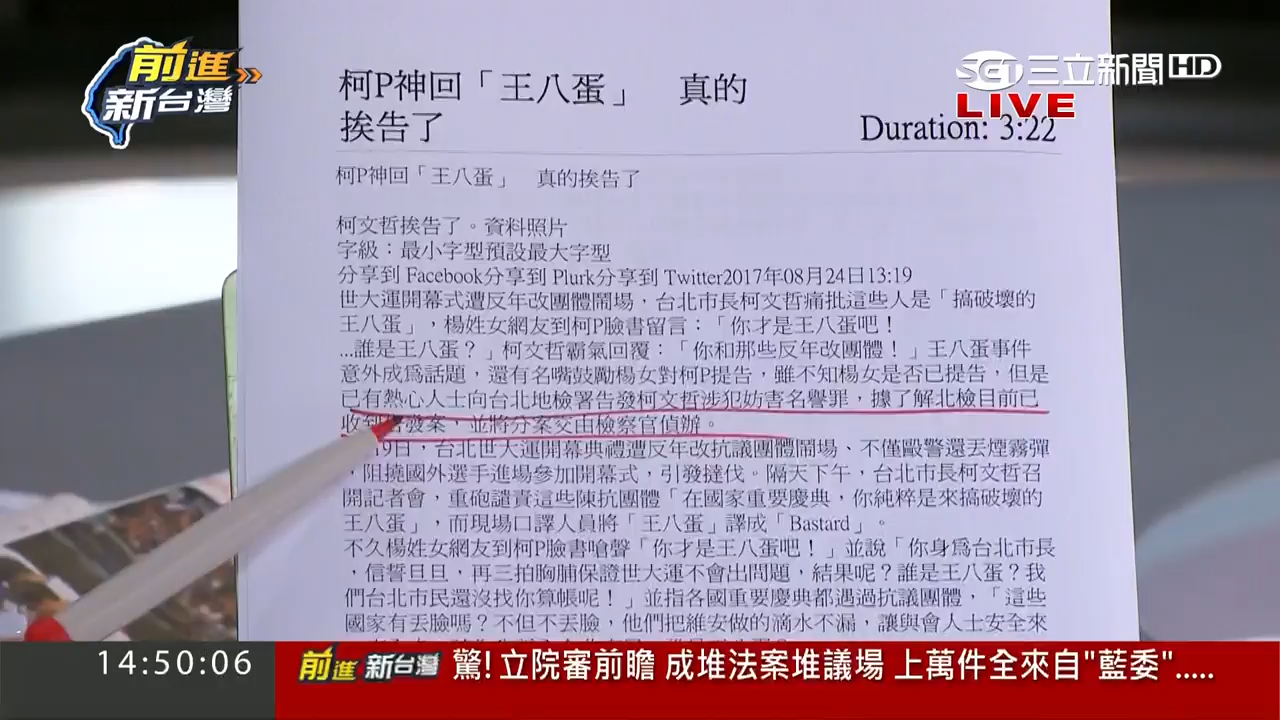 前進
新台灣
SET三立新聞HD
LIVE
柯P神回「王八蛋」 真的
挨告了
Duration: 3:22
柯P神回「王八蛋」 真的挨告了
柯文哲挨告了。資料照片
字級：最小字型預設最大字型
分享到 Facebook分享到 Plurk分享到 Twitter2017年08月24日13:19
世大運開幕式遭反年改團體鬧場，台北市長柯文哲痛批這些人是「搞破壞的
王八蛋」，楊姓女網友到柯P臉書留言：「你才是王八蛋吧！
...誰是王八蛋？」柯文哲霸氣回覆：「你和那些反年改團體！」王八蛋事件
意外成為話題，還有名嘴鼓勵楊女對柯P提告，雖不知楊女是否已提告，但是
已有熱心人士向台北地檢署告發柯文哲涉犯妨害名譽罪，據了解北檢目前已
收到告發案，並將分案交由檢察官偵辦。
19日，台北世大運開幕典禮遭反年改抗議團體鬧場、不僅毆警還丟煙霧彈
，阻撓國外選手進場參加開幕式，引發撻伐。隔天下午，台北市長柯文哲召
開記者會，重砲譴責這些陳抗團體「在國家重要慶典，你純粹是來搞破壞的
王八蛋」，而現場口譯人員將「王八蛋」譯成「Bastard」。
不久楊姓女網友到柯P臉書嗆聲「你才是王八蛋吧！」並說「你身為台北市長
，信誓旦旦，再三拍胸脯保證世大運不會出問題，結果呢？誰是王八蛋？我
們台北市民還沒找你算帳呢！」並指各國重要慶典都遇過抗議團體，「這些
國家有丟臉嗎？不但不丟臉，他們把維安做的滴水不漏，讓與會人士安全來
14:50:06
前進新台灣 驚!立院審前瞻 成堆法案堆議場 上萬件全來自"藍委".....